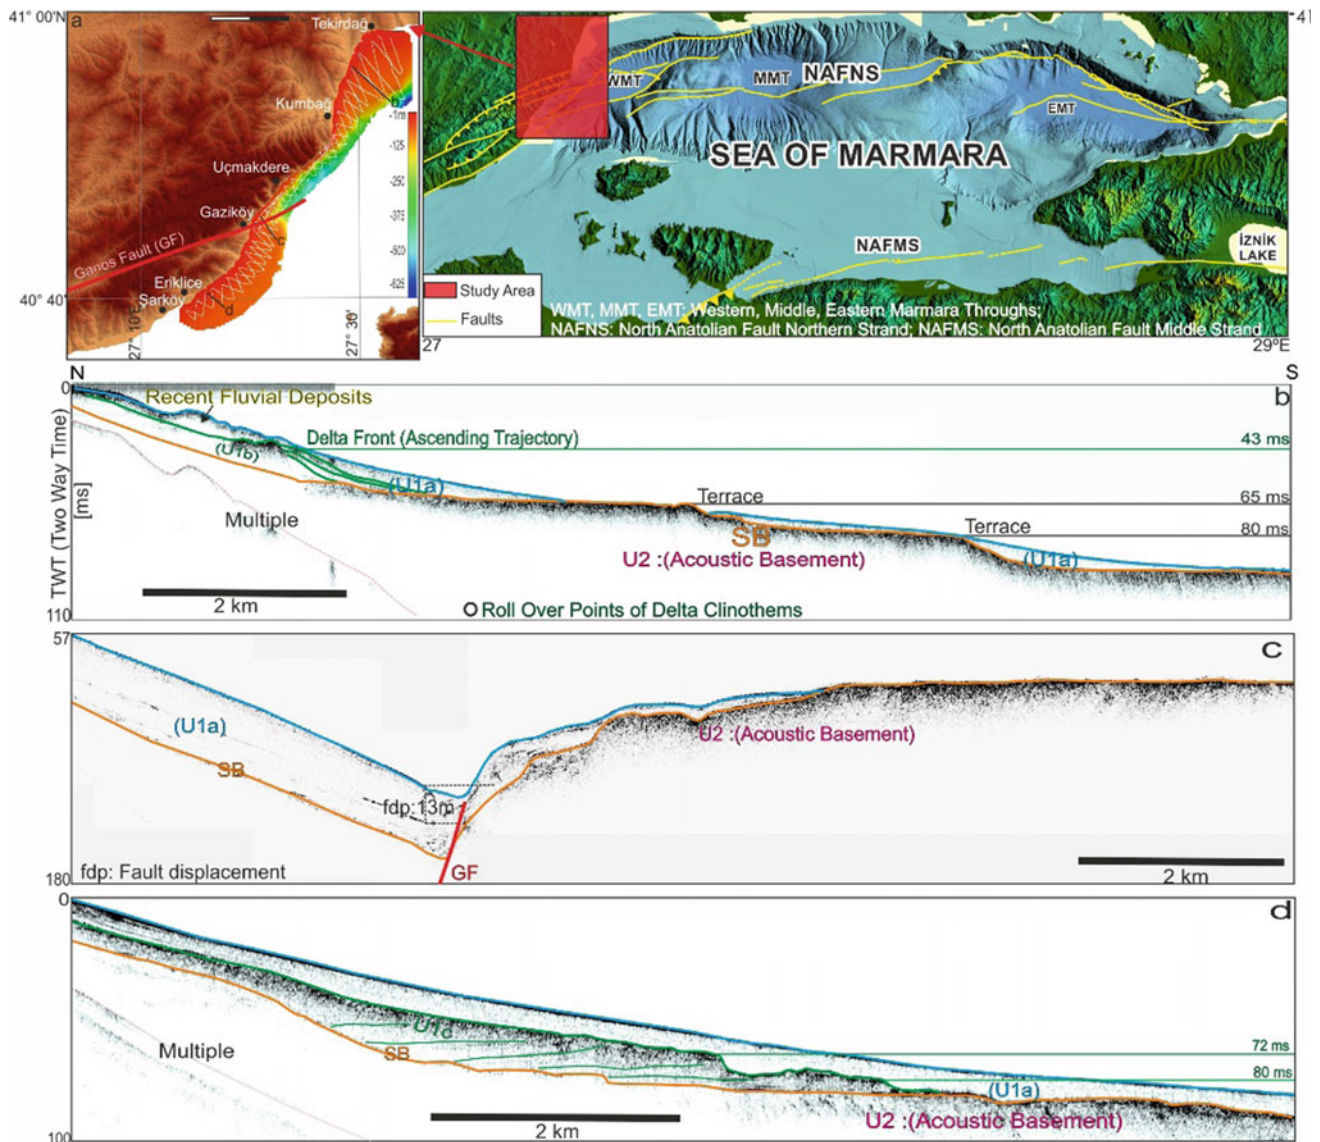 41° 00'N
a
Tekirdağ
b
Kumbağ
-1m
-125
Uçmakdere
-250
Gaziköy
-375
c
Ganos Fault (GF)
-500
Eriklice
-625
40° 40'
Şarköy
d
27° 10'E
27° 30'
41
WMT
MMT
NAFNS
EMT
SEA OF MARMARA
NAFMS
İZNİK
LAKE
Study Area
Faults
WMT, MMT, EMT: Western, Middle, Eastern Marmara Throughs;
NAFNS: North Anatolian Fault Northern Strand; NAFMS: North Anatolian Fault Middle Strand
27
29ºE
N
S
0
b
Recent Fluvial Deposits
Delta Front (Ascending Trajectory)
43 ms
(U1b)
(U1a)
Terrace
65 ms
Multiple
SB
Terrace
80 ms
U2 :(Acoustic Basement)
(U1a)
TWT (Two Way Time)
[ms]
2 km
Roll Over Points of Delta Clinothems
110
57
c
(U1a)
U2 :(Acoustic Basement)
SB
fdp:13m
fdp: Fault displacement
GF
2 km
180
0
d
U1c
Multiple
SB
72 ms
80 ms
(U1a)
U2 :(Acoustic Basement)
2 km
100